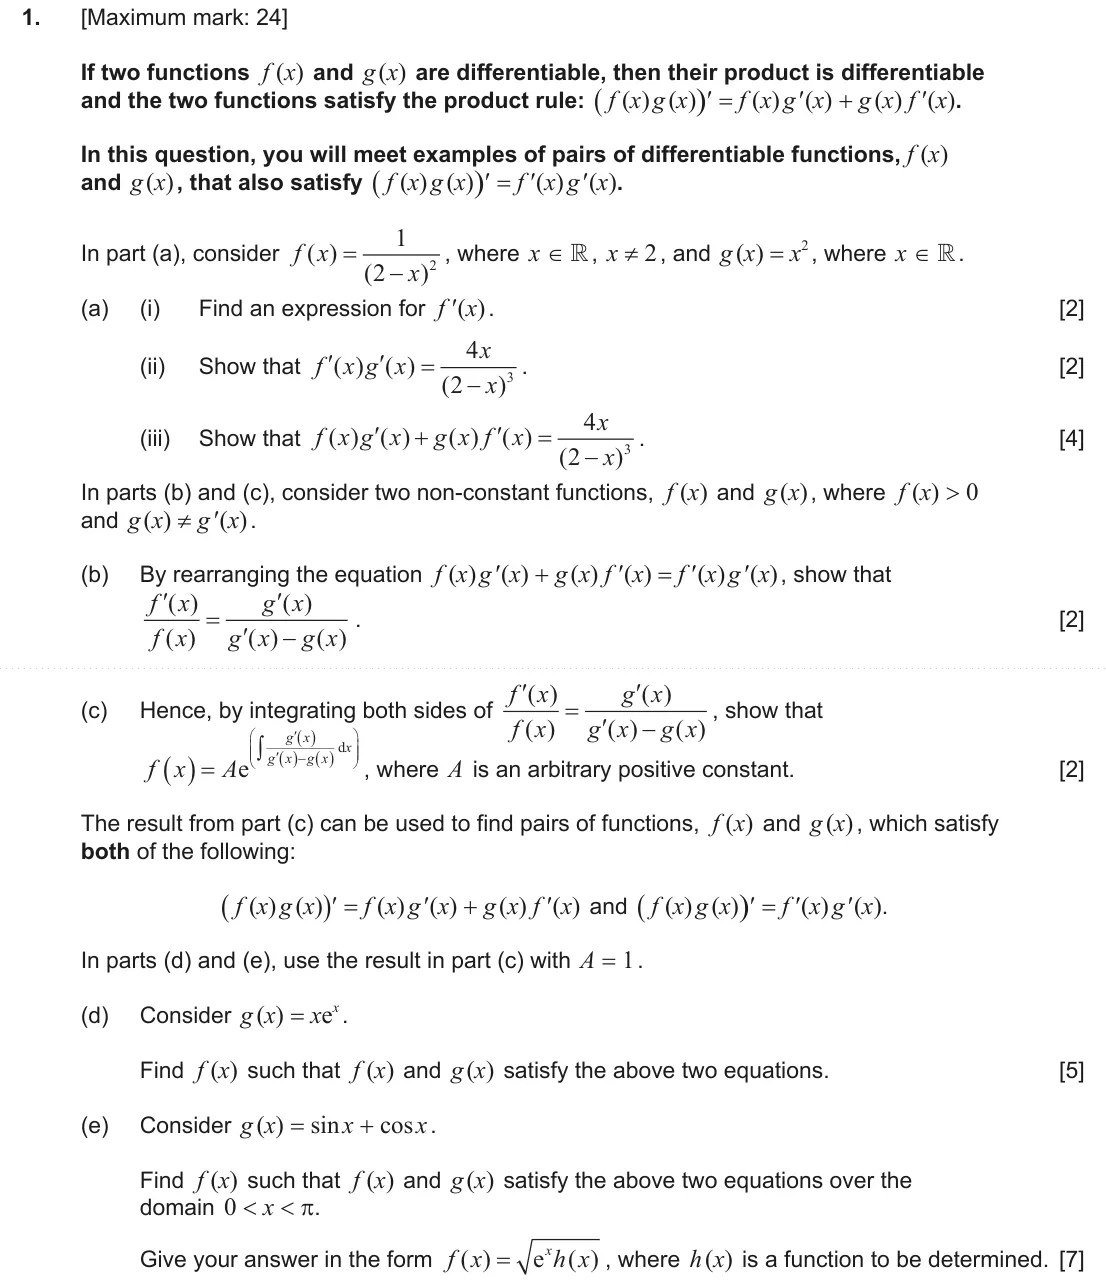 1. [Maximum mark: 24]
If two functions f(x) and g(x) are differentiable, then their product is differentiable
and the two functions satisfy the product rule: (f(x)g(x))′ = f(x)g′(x) + g(x)f′(x).
In this question, you will meet examples of pairs of differentiable functions, f(x)
and g(x), that also satisfy (f(x)g(x))′ = f′(x)g′(x).
In part (a), consider f(x) = 1/(2 − x)², where x ∈ ℝ, x ≠ 2, and g(x) = x², where x ∈ ℝ.
(a) (i) Find an expression for f′(x). [2]
(ii) Show that f′(x)g′(x) = 4x/(2 − x)³. [2]
(iii) Show that f(x)g′(x) + g(x)f′(x) = 4x/(2 − x)³. [4]
In parts (b) and (c), consider two non-constant functions, f(x) and g(x), where f(x) > 0
and g(x) ≠ g′(x).
(b) By rearranging the equation f(x)g′(x) + g(x)f′(x) = f′(x)g′(x), show that
f′(x)/f(x) = g′(x)/(g′(x) − g(x)). [2]
(c) Hence, by integrating both sides of f′(x)/f(x) = g′(x)/(g′(x) − g(x)), show that
f(x) = Ae^(∫ g′(x)/(g′(x)−g(x)) dx), where A is an arbitrary positive constant. [2]
The result from part (c) can be used to find pairs of functions, f(x) and g(x), which satisfy
both of the following:
(f(x)g(x))′ = f(x)g′(x) + g(x)f′(x) and (f(x)g(x))′ = f′(x)g′(x).
In parts (d) and (e), use the result in part (c) with A = 1.
(d) Consider g(x) = xeˣ.
Find f(x) such that f(x) and g(x) satisfy the above two equations. [5]
(e) Consider g(x) = sin x + cos x.
Find f(x) such that f(x) and g(x) satisfy the above two equations over the
domain 0 < x < π.
Give your answer in the form f(x) = √(eˣh(x)), where h(x) is a function to be determined. [7]